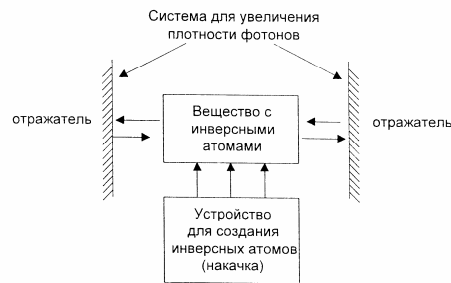 Система для увеличения
плотности фотонов
отражатель
Вещество с
инверсными
атомами
отражатель
Устройство
для создания
инверсных атомов
(накачка)